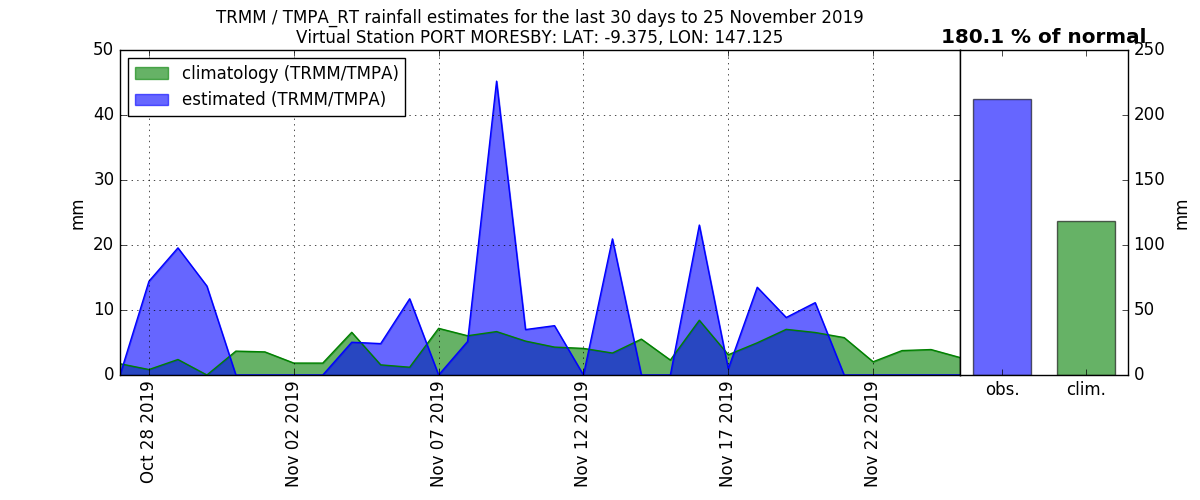 TRMM / TMPA_RT rainfall estimates for the last 30 days to 25 November 2019
Virtual Station PORT MORESBY: LAT: -9.375, LON: 147.125
180.1 % of normal
climatology (TRMM/TMPA)
estimated (TRMM/TMPA)
50
40
30
20
10
0
mm
Oct 28 2019
Nov 02 2019
Nov 07 2019
Nov 12 2019
Nov 17 2019
Nov 22 2019
250
200
150
100
50
0
mm
obs.
clim.